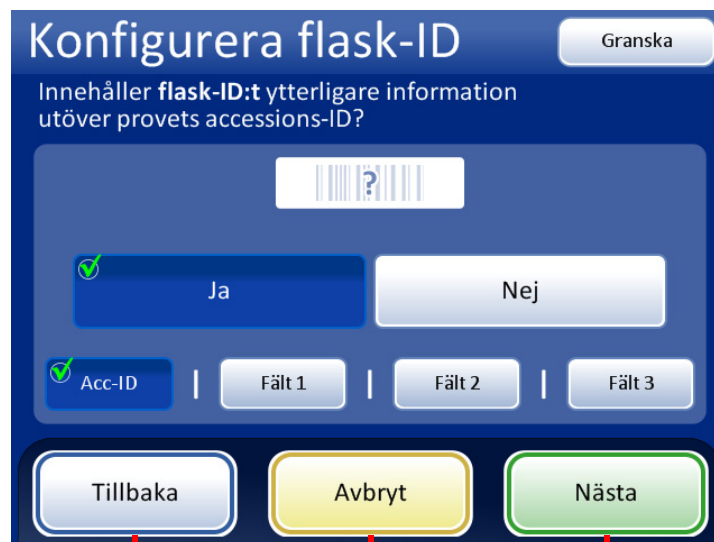 Konfigurera flask-ID
Granska
Innehåller flask-ID:t ytterligare information
utöver provets accessions-ID?
?
Ja
Nej
Acc-ID | Fält 1 | Fält 2 | Fält 3
Tillbaka
Avbryt
Nästa